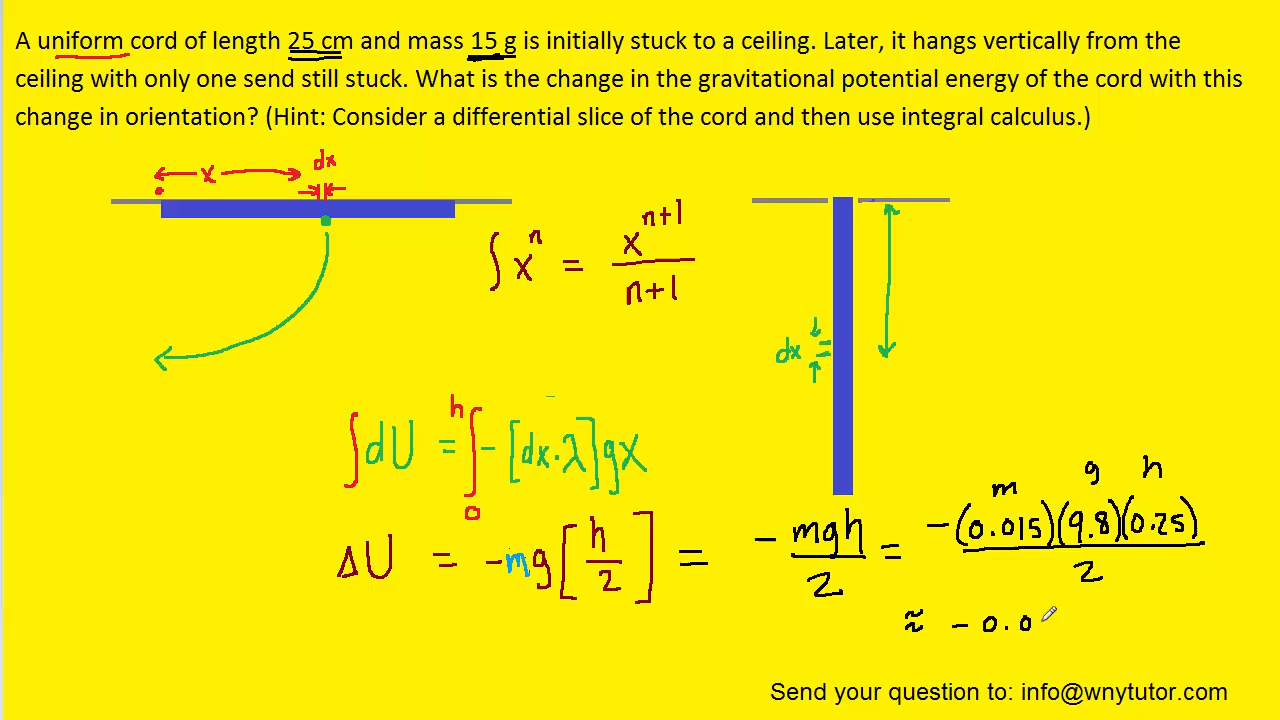 A uniform cord of length 25 cm and mass 15 g is initially stuck to a ceiling. Later, it hangs vertically from the
ceiling with only one send still stuck. What is the change in the gravitational potential energy of the cord with this
change in orientation? (Hint: Consider a differential slice of the cord and then use integral calculus.)
x dx
∫ xⁿ = xⁿ⁺¹ / n+1
dx
∫ dU = ∫₀ʰ - [dx · λ] g x
m g h
ΔU = -mg [h/2] = -mgh/2 = -(0.015)(9.8)(0.25)/2
≈ -0.0
Send your question to: info@wnytutor.com